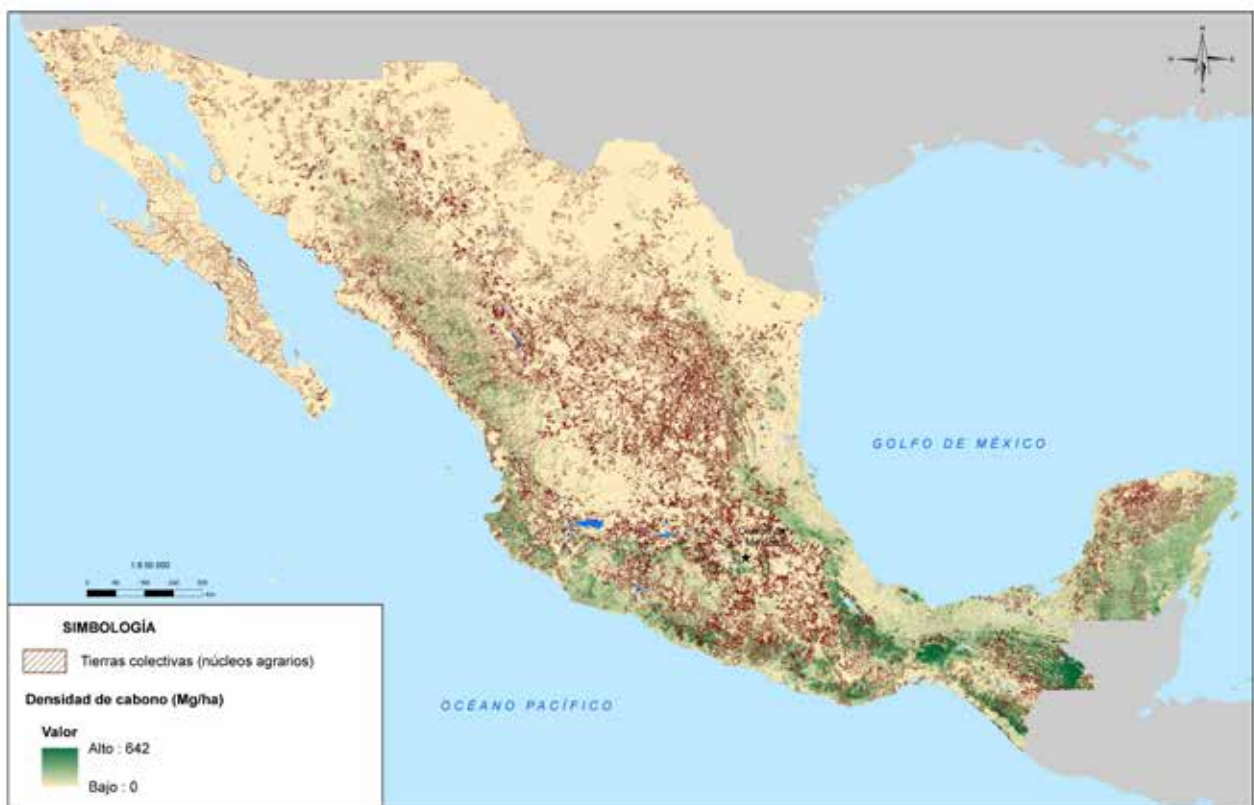 N
GOLFO DE MÉXICO
OCÉANO PACÍFICO
SIMBOLOGÍA
Tierras colectivas (núcleos agrarios)
Densidad de cabono (Mg/ha)
Valor
Alto : 642
Bajo : 0